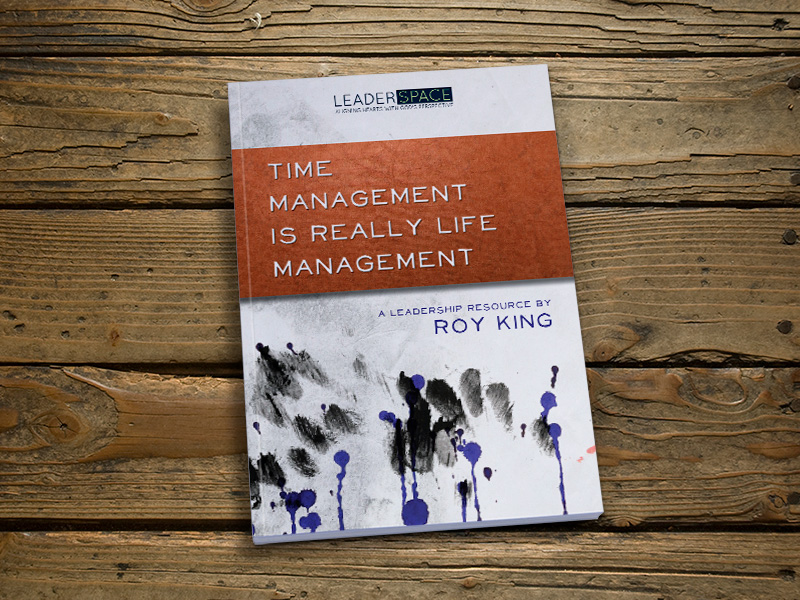 LEADERSPACE
ALIGNING HEARTS WITH GOD'S PERSPECTIVE
TIME
MANAGEMENT
IS REALLY LIFE
MANAGEMENT
A LEADERSHIP RESOURCE BY
ROY KING